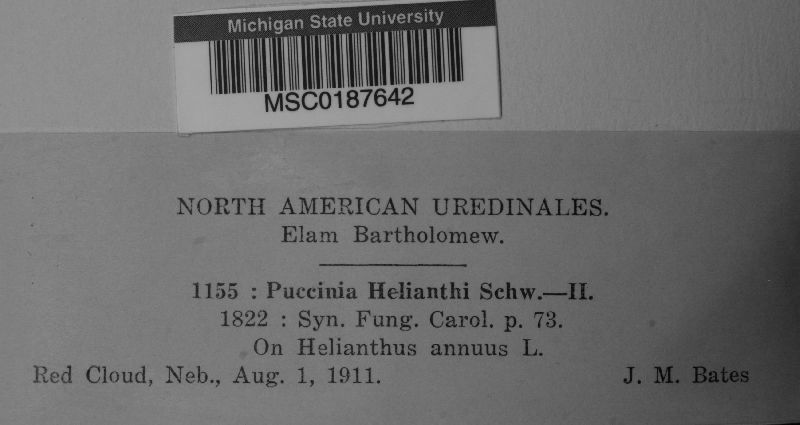 Michigan State University
MSC0187642
NORTH AMERICAN UREDINALES.
Elam Bartholomew.
1155 : Puccinia Helianthi Schw.—II.
1822 : Syn. Fung. Carol. p. 73.
On Helianthus annuus L.
Red Cloud, Neb., Aug. 1, 1911. J. M. Bates